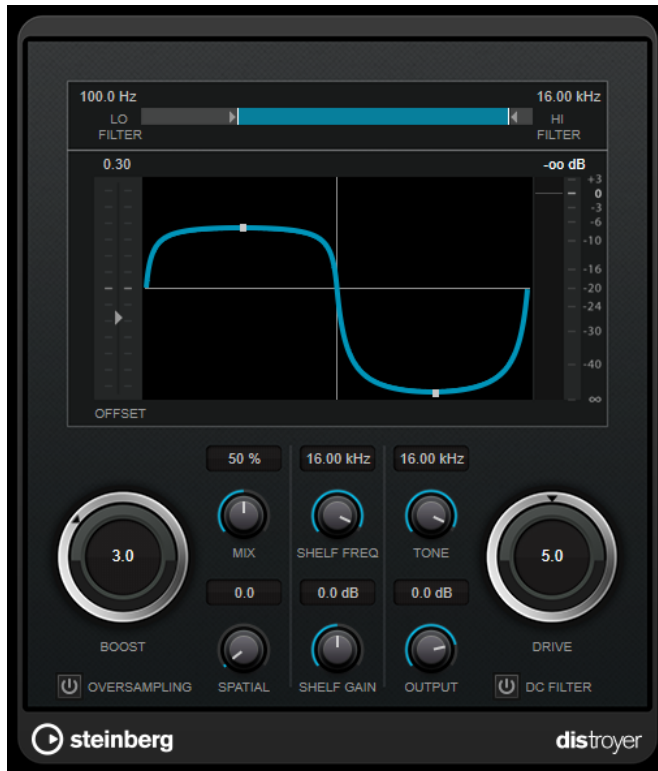 100.0 Hz 16.00 kHz
LO HI
FILTER FILTER
0.30 -oo dB
+3
0
-3
-6
-10
-16
-20
-24
-30
-40
∞
OFFSET
50 % 16.00 kHz 16.00 kHz
3.0 MIX SHELF FREQ TONE 5.0
0.0 0.0 dB 0.0 dB
BOOST DRIVE
OVERSAMPLING SPATIAL SHELF GAIN OUTPUT DC FILTER
steinberg distroyer